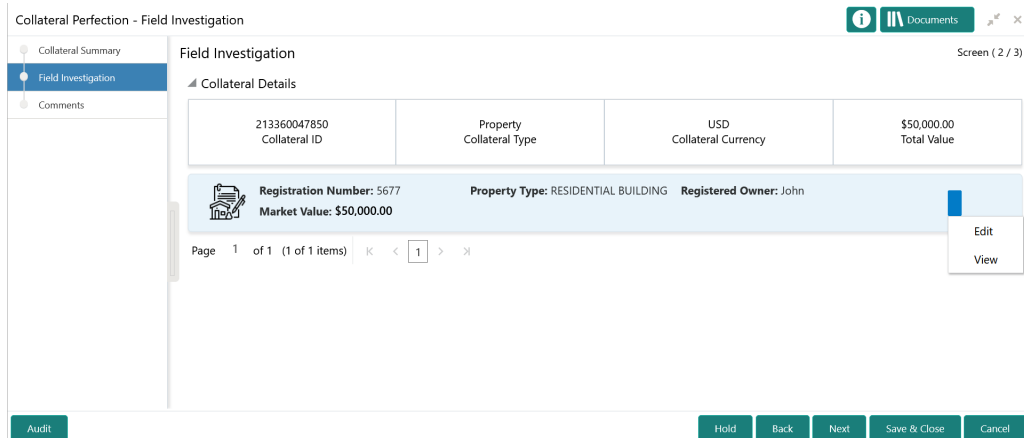 Collateral Perfection - Field Investigation
Documents
Collateral Summary
Field Investigation
Comments
Field Investigation
Screen ( 2 / 3)
Collateral Details
213360047850
Collateral ID
Property
Collateral Type
USD
Collateral Currency
$50,000.00
Total Value
Registration Number: 5677 Property Type: RESIDENTIAL BUILDING Registered Owner: John
Market Value: $50,000.00
Edit
View
Page 1 of 1 (1 of 1 items) 1
Audit Hold Back Next Save & Close Cancel